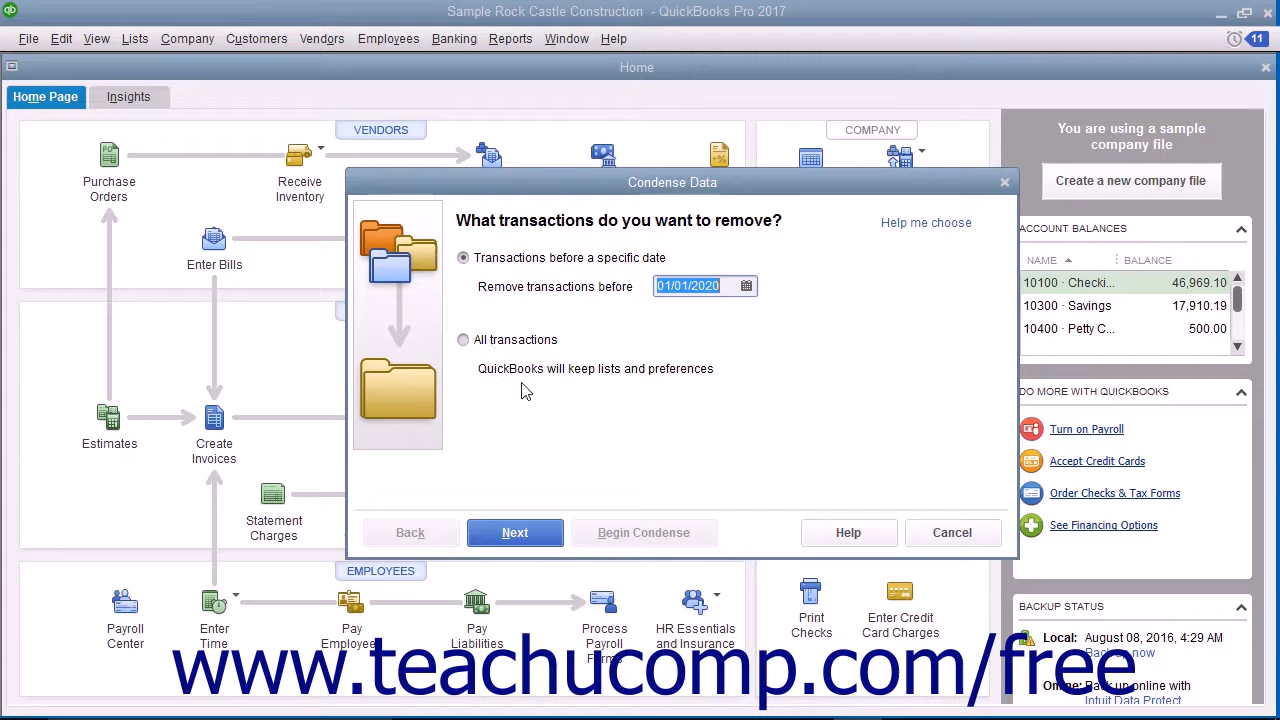 qb
Sample Rock Castle Construction - QuickBooks Pro 2017
File Edit View Lists Company Customers Vendors Employees Banking Reports Window Help
11
Home
Home Page Insights
VENDORS
COMPANY
Purchase
Orders
Receive
Inventory
Enter Bills
Estimates
Create
Invoices
Statement
Charges
Condense Data
What transactions do you want to remove?
Help me choose
Transactions before a specific date
Remove transactions before 01/01/2020
All transactions
QuickBooks will keep lists and preferences
Back Next Begin Condense Help Cancel
EMPLOYEES
Payroll
Center
Enter
Time
Pay
Employees
Pay
Liabilities
Process
Payroll
Forms
HR Essentials
and Insurance
Print
Checks
Enter Credit
Card Charges
You are using a sample
company file
Create a new company file
ACCOUNT BALANCES
NAME BALANCE
10100 · Checki... 46,969.10
10300 · Savings 17,910.19
10400 · Petty C... 500.00
DO MORE WITH QUICKBOOKS
Turn on Payroll
Accept Credit Cards
Order Checks & Tax Forms
See Financing Options
BACKUP STATUS
Local: August 08, 2016, 4:29 AM
Back up now
Online: Back up online with
Intuit Data Protect
www.teachucomp.com/free